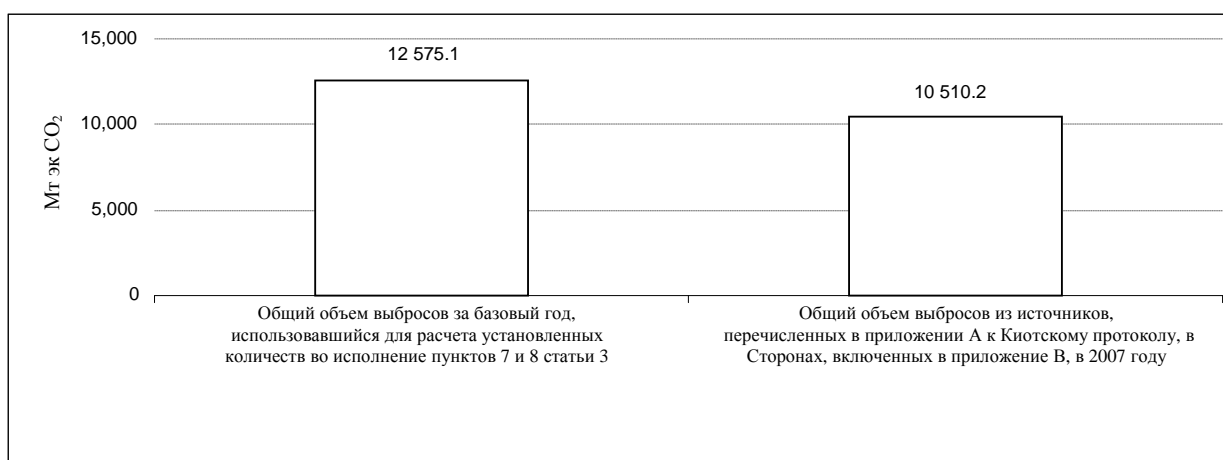 15,000
12 575.1
10 510.2
10,000
Мт эк CO₂
5,000
0
Общий объем выбросов за базовый год,
использовавшийся для расчета установленных
количеств во исполнение пунктов 7 и 8 статьи 3
Общий объем выбросов из источников,
перечисленных в приложении А к Киотскому протоколу, в
Сторонах, включенных в приложение В, в 2007 году